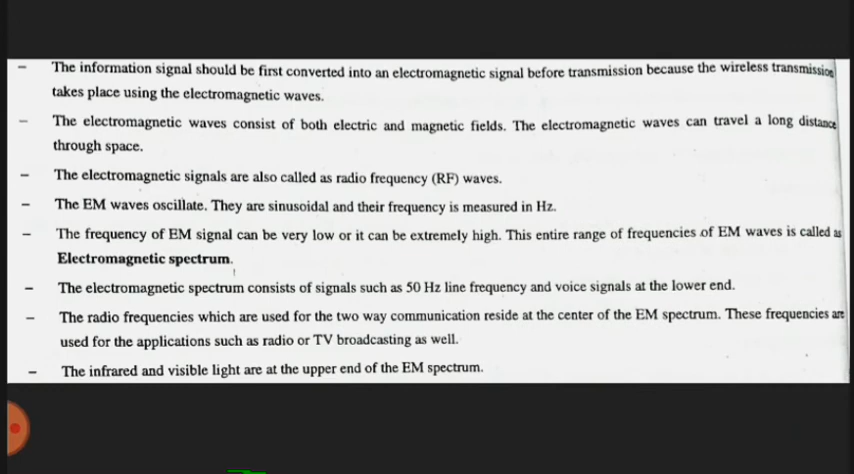 – The information signal should be first converted into an electromagnetic signal before transmission because the wireless transmission
takes place using the electromagnetic waves.
– The electromagnetic waves consist of both electric and magnetic fields. The electromagnetic waves can travel a long distance
through space.
– The electromagnetic signals are also called as radio frequency (RF) waves.
– The EM waves oscillate. They are sinusoidal and their frequency is measured in Hz.
– The frequency of EM signal can be very low or it can be extremely high. This entire range of frequencies of EM waves is called as
Electromagnetic spectrum.
– The electromagnetic spectrum consists of signals such as 50 Hz line frequency and voice signals at the lower end.
– The radio frequencies which are used for the two way communication reside at the center of the EM spectrum. These frequencies are
used for the applications such as radio or TV broadcasting as well.
– The infrared and visible light are at the upper end of the EM spectrum.